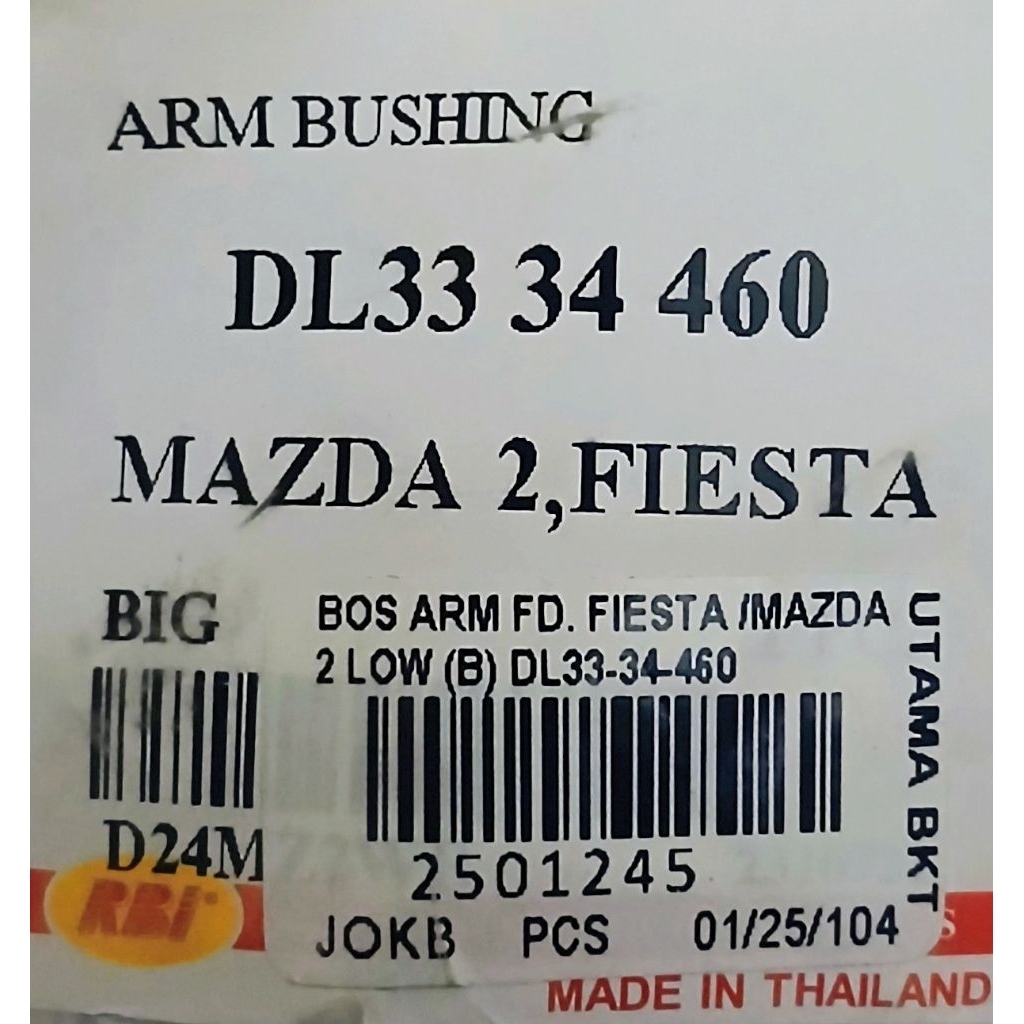 ARM BUSHING
DL33 34 460
MAZDA 2,FIESTA
BIG
D24M
RBI
BOS ARM FD. FIESTA /MAZDA
2 LOW (B) DL33-34-460
2501245
JOKB PCS 01/25/104
UTAMA BKT
S
MADE IN THAILAND